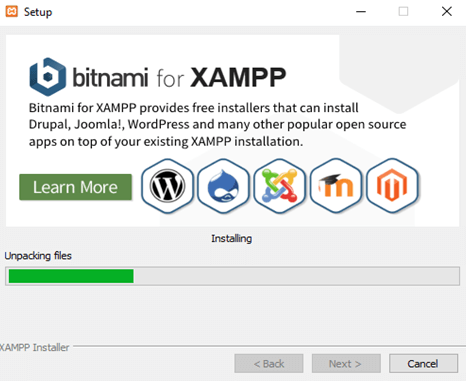 Setup
bitnami for XAMPP
Bitnami for XAMPP provides free installers that can install
Drupal, Joomla!, WordPress and many other popular open source
apps on top of your existing XAMPP installation.
Learn More
Installing
Unpacking files
XAMPP Installer
< Back
Next >
Cancel